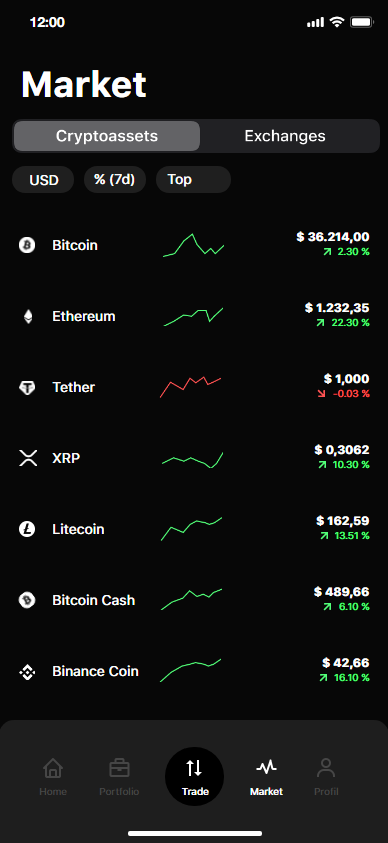 12:00
Market
Cryptoassets Exchanges
USD % (7d) Top
Bitcoin $ 36.214,00
2.30 %
Ethereum $ 1.232,35
22.30 %
Tether $ 1,000
-0.03 %
XRP $ 0,3062
10.30 %
Litecoin $ 162,59
13.51 %
Bitcoin Cash $ 489,66
6.10 %
Binance Coin $ 42,66
16.10 %
Home Portfolio Trade Market Profil